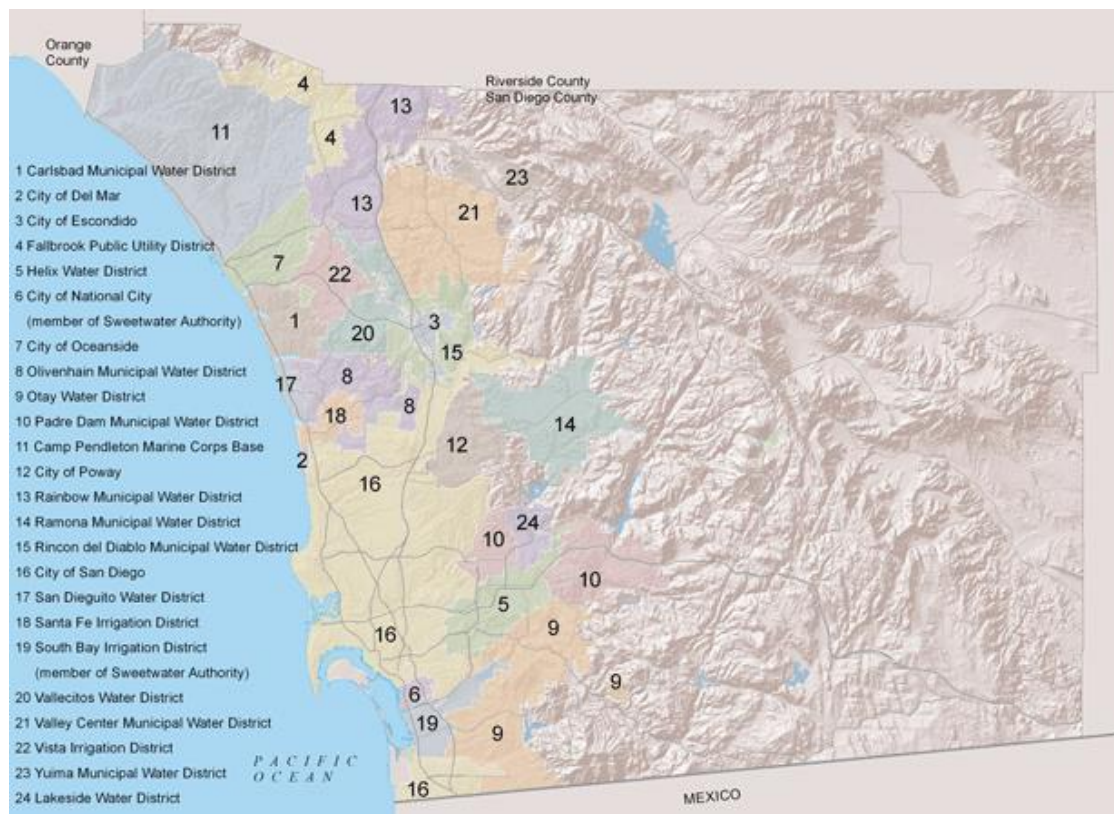 Orange
County
Riverside County
San Diego County
4
13
11
4
1 Carlsbad Municipal Water District
23
2 City of Del Mar
13
21
3 City of Escondido
4 Fallbrook Public Utility District
7
22
5 Helix Water District
6 City of National City
(member of Sweetwater Authority)
1
20
3
7 City of Oceanside
15
8 Olivenhain Municipal Water District
17
8
9 Otay Water District
8
18
10 Padre Dam Municipal Water District
14
11 Camp Pendleton Marine Corps Base
12
2
12 City of Poway
16
13 Rainbow Municipal Water District
14 Ramona Municipal Water District
24
10
15 Rincon del Diablo Municipal Water District
16 City of San Diego
10
17 San Dieguito Water District
5
18 Santa Fe Irrigation District
16
9
19 South Bay Irrigation District
(member of Sweetwater Authority)
9
20 Vallecitos Water District
6
21 Valley Center Municipal Water District
19
9
22 Vista Irrigation District
PACIFIC
OCEAN
23 Yuima Municipal Water District
16
24 Lakeside Water District
MEXICO